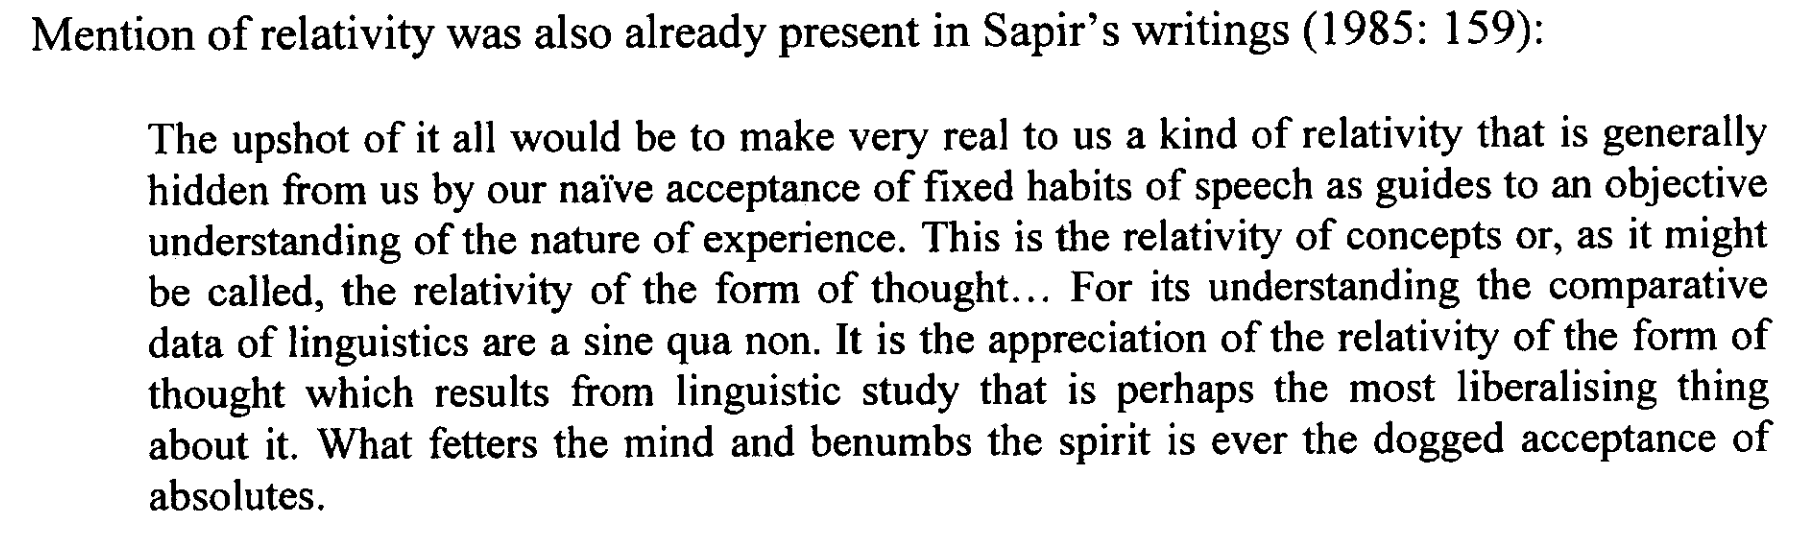 Mention of relativity was also already present in Sapir's writings (1985: 159):
The upshot of it all would be to make very real to us a kind of relativity that is generally
hidden from us by our naïve acceptance of fixed habits of speech as guides to an objective
understanding of the nature of experience. This is the relativity of concepts or, as it might
be called, the relativity of the form of thought... For its understanding the comparative
data of linguistics are a sine qua non. It is the appreciation of the relativity of the form of
thought which results from linguistic study that is perhaps the most liberalising thing
about it. What fetters the mind and benumbs the spirit is ever the dogged acceptance of
absolutes.